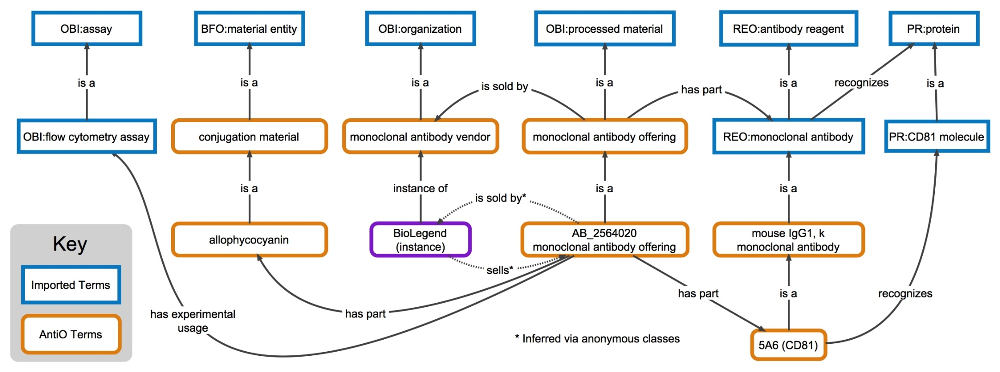 OBI:assay
BFO:material entity
OBI:organization
OBI:processed material
REO:antibody reagent
PR:protein
is a
is a
is a
is sold by
is a
has part
is a
recognizes
is a
OBI:flow cytometry assay
conjugation material
monoclonal antibody vendor
monoclonal antibody offering
REO:monoclonal antibody
PR:CD81 molecule
is a
instance of
is sold by*
is a
is a
allophycocyanin
BioLegend
(instance)
AB_2564020
monoclonal antibody offering
mouse IgG1, k
monoclonal antibody
sells*
has part
is a
recognizes
has experimental
usage
has part
* Inferred via anonymous classes
5A6 (CD81)
Key
Imported Terms
AntiO Terms